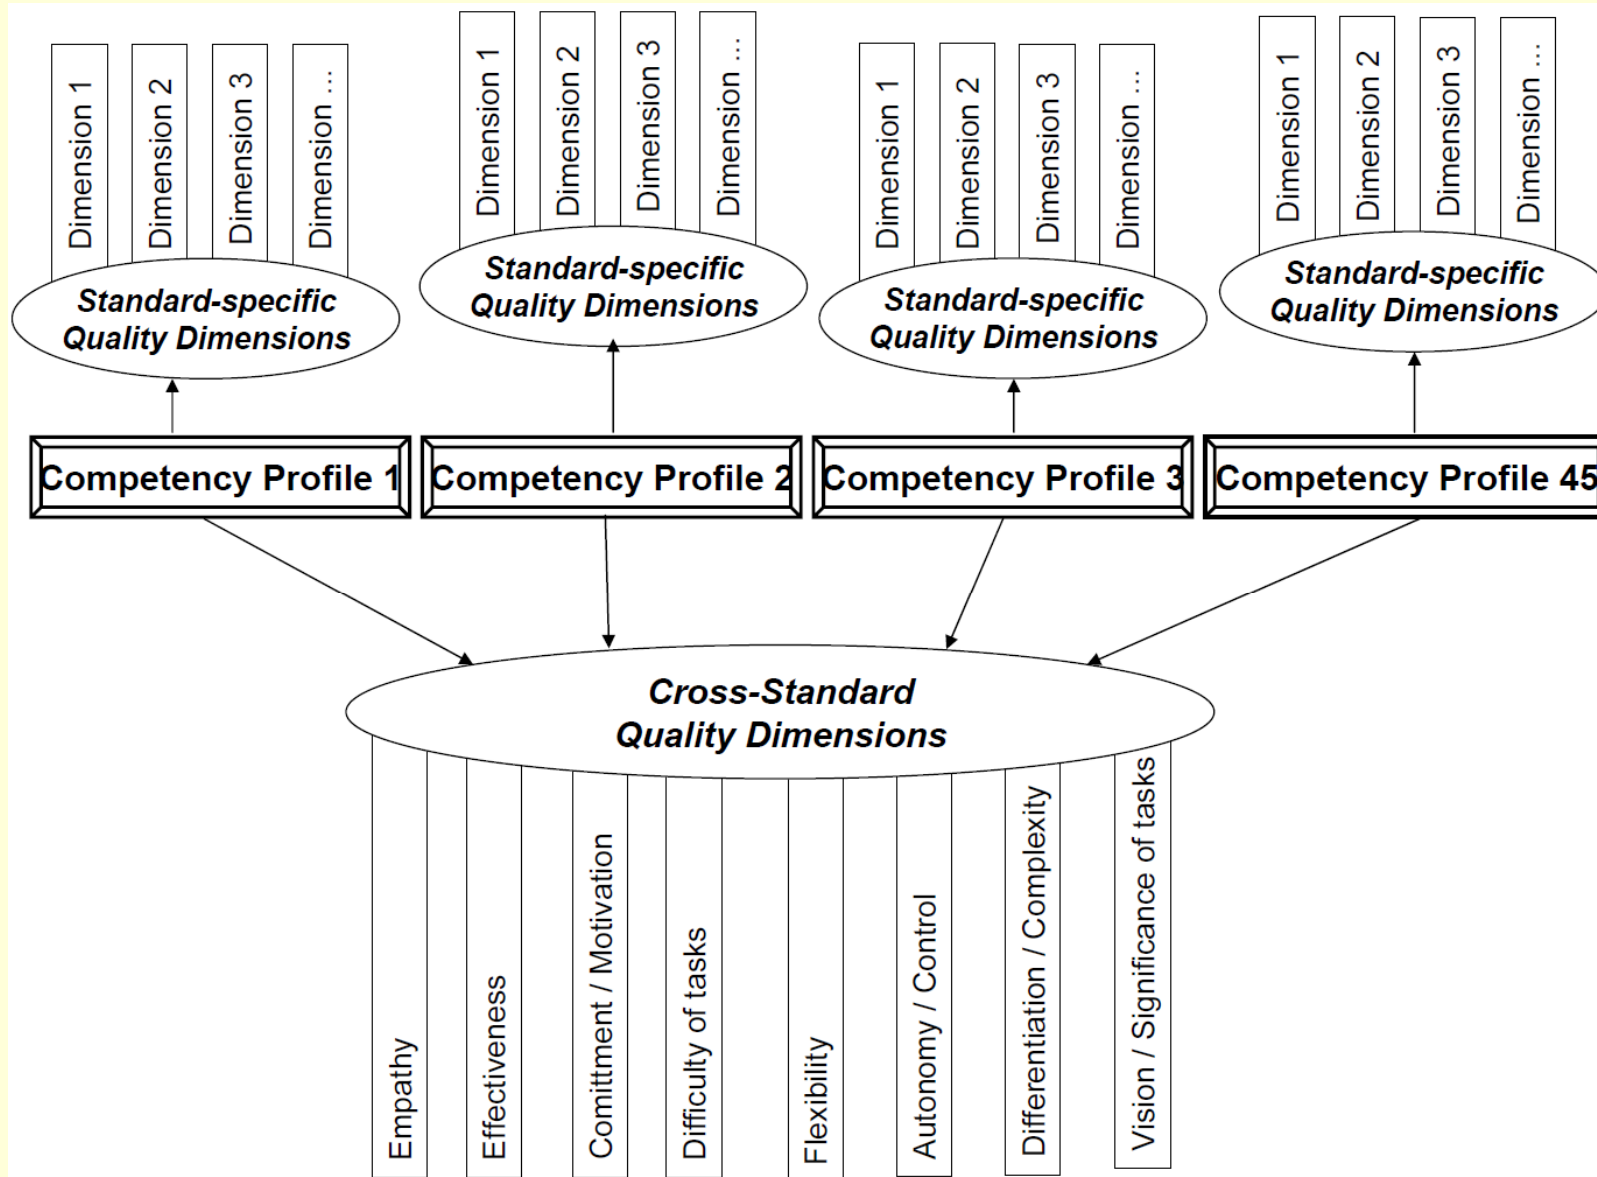 Dimension 1
Dimension 2
Dimension 3
Dimension ...
Dimension 1
Dimension 2
Dimension 3
Dimension ...
Dimension 1
Dimension 2
Dimension 3
Dimension ...
Dimension 1
Dimension 2
Dimension 3
Dimension ...
Standard-specific
Quality Dimensions
Standard-specific
Quality Dimensions
Standard-specific
Quality Dimensions
Standard-specific
Quality Dimensions
Competency Profile 1
Competency Profile 2
Competency Profile 3
Competency Profile 45
Cross-Standard
Quality Dimensions
Empathy
Effectiveness
Comittment / Motivation
Difficulty of tasks
Flexibility
Autonomy / Control
Differentiation / Complexity
Vision / Significance of tasks